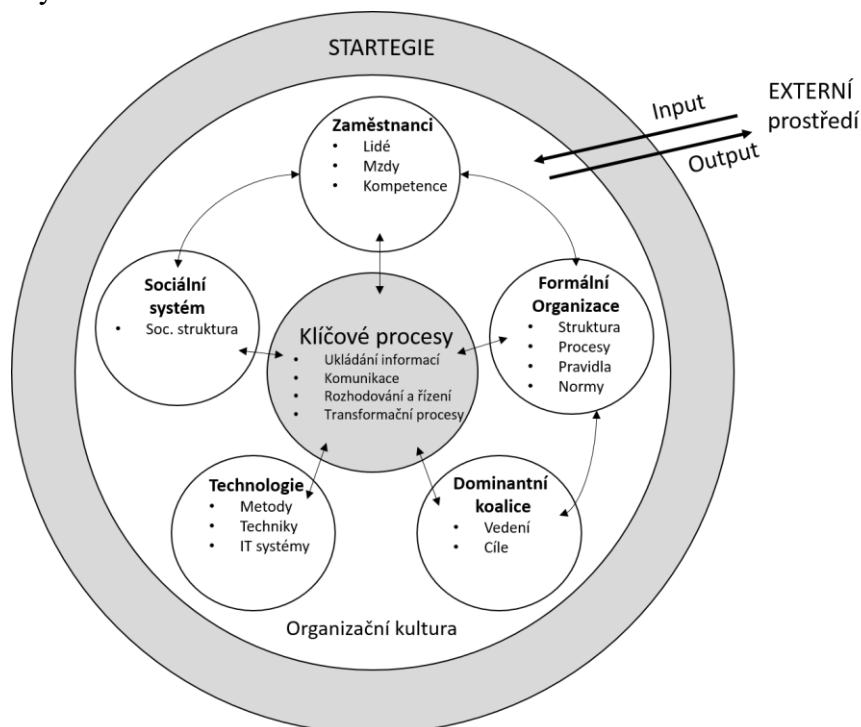 STARTEGIE
Input
Output
EXTERNÍ
prostředí
Zaměstnanci
• Lidé
• Mzdy
• Kompetence
Sociální
systém
• Soc. struktura
Formální
Organizace
• Struktura
• Procesy
• Pravidla
• Normy
Klíčové procesy
• Ukládání informací
• Komunikace
• Rozhodování a řízení
• Transformační procesy
Technologie
• Metody
• Techniky
• IT systémy
Dominantní
koalice
• Vedení
• Cíle
Organizační kultura